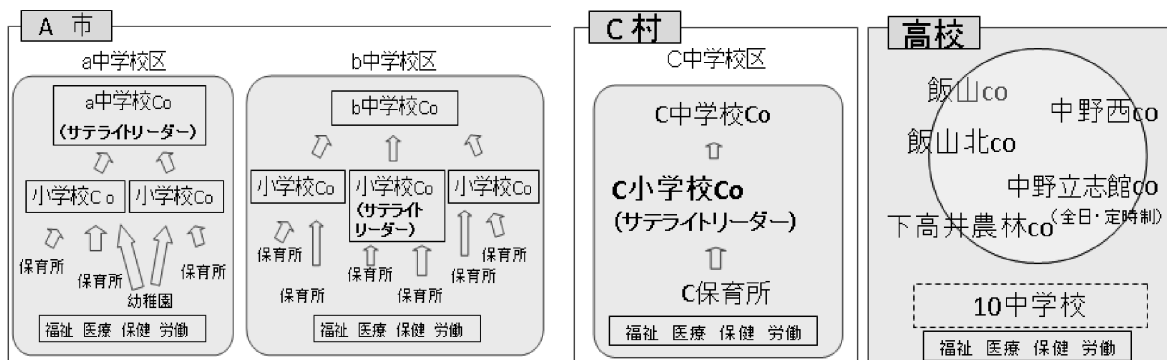 A 市
a中学校区
a中学校Co
(サテライトリーダー)
小学校Co 小学校Co
保育所 保育所 保育所
幼稚園
福祉 医療 保健 労働
b中学校区
b中学校Co
小学校Co 小学校Co 小学校Co
(サテライト
リーダー)
保育所 保育所 保育所
保育所 保育所
福祉 医療 保健 労働
C村
C中学校区
C中学校Co
C小学校Co
(サテライトリーダー)
C保育所
福祉 医療 保健 労働
高校
飯山co
中野西co
飯山北co
中野立志館co
(全日・定時制)
下高井農林co
10中学校
福祉 医療 保健 労働